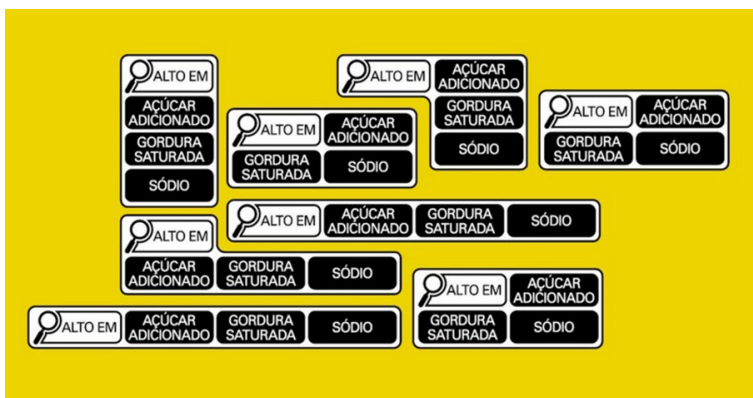 ALTO EM
AÇÚCAR
ADICIONADO
GORDURA
SATURADA
SÓDIO
ALTO EM AÇÚCAR
ADICIONADO
GORDURA
SATURADA
SÓDIO
ALTO EM AÇÚCAR
ADICIONADO
GORDURA
SATURADA SÓDIO
ALTO EM AÇÚCAR
ADICIONADO
GORDURA
SATURADA SÓDIO
ALTO EM AÇÚCAR
ADICIONADO GORDURA
SATURADA SÓDIO
ALTO EM
AÇÚCAR
ADICIONADO GORDURA
SATURADA SÓDIO
ALTO EM AÇÚCAR
ADICIONADO
GORDURA
SATURADA SÓDIO
ALTO EM AÇÚCAR
ADICIONADO GORDURA
SATURADA SÓDIO